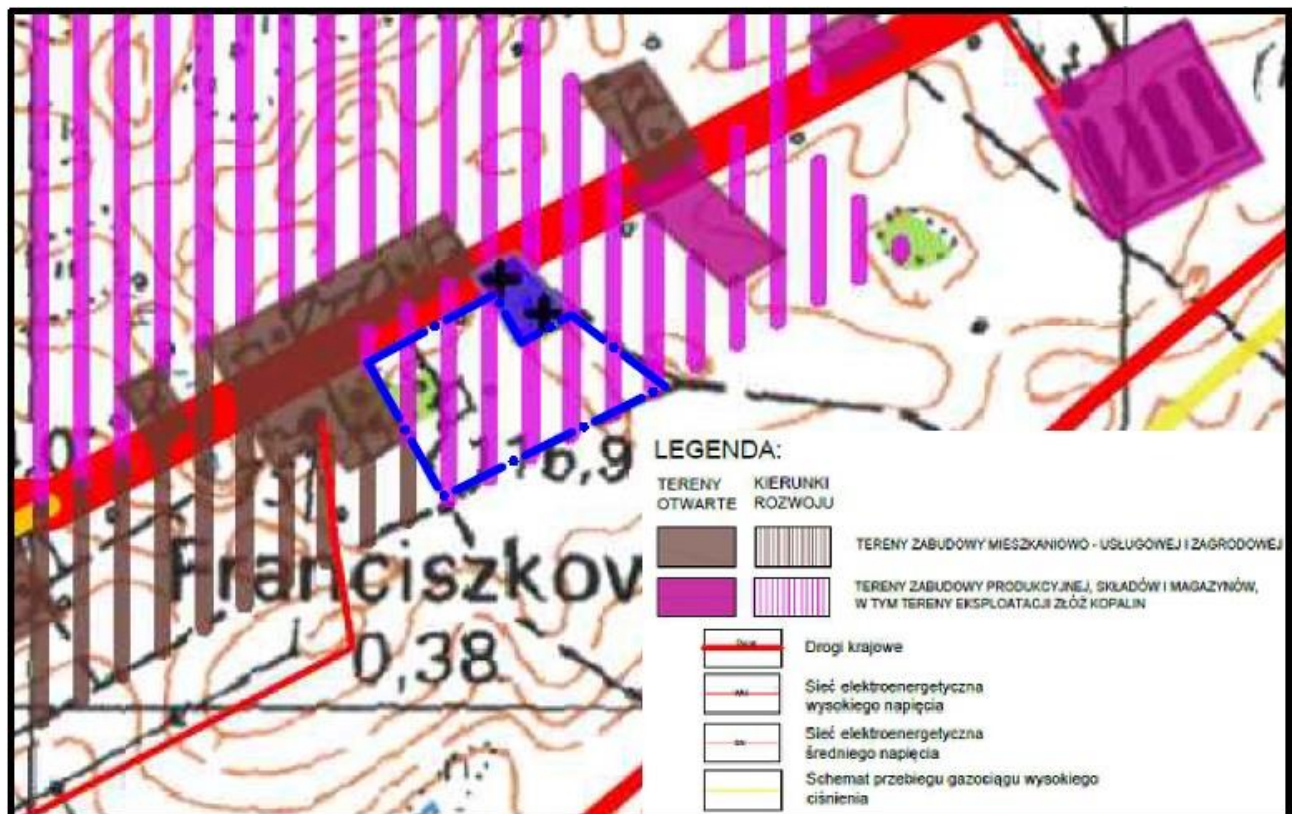 116,9
Franciszkow
0,38
LEGENDA:
TERENY OTWARTE
KIERUNKI ROZWOJU
TERENY ZABUDOWY MIESZKANIOWO - USŁUGOWEJ I ZAGRODOWEJ
TERENY ZABUDOWY PRODUKCYJNEJ, SKŁADÓW I MAGAZYNÓW,
W TYM TERENY EKSPLOATACJI ZŁÓŻ KOPALIN
Drogi krajowe
Sieć elektroenergetyczna
wysokiego napięcia
Sieć elektroenergetyczna
średniego napięcia
Schemat przebiegu gazociągu wysokiego
ciśnienia